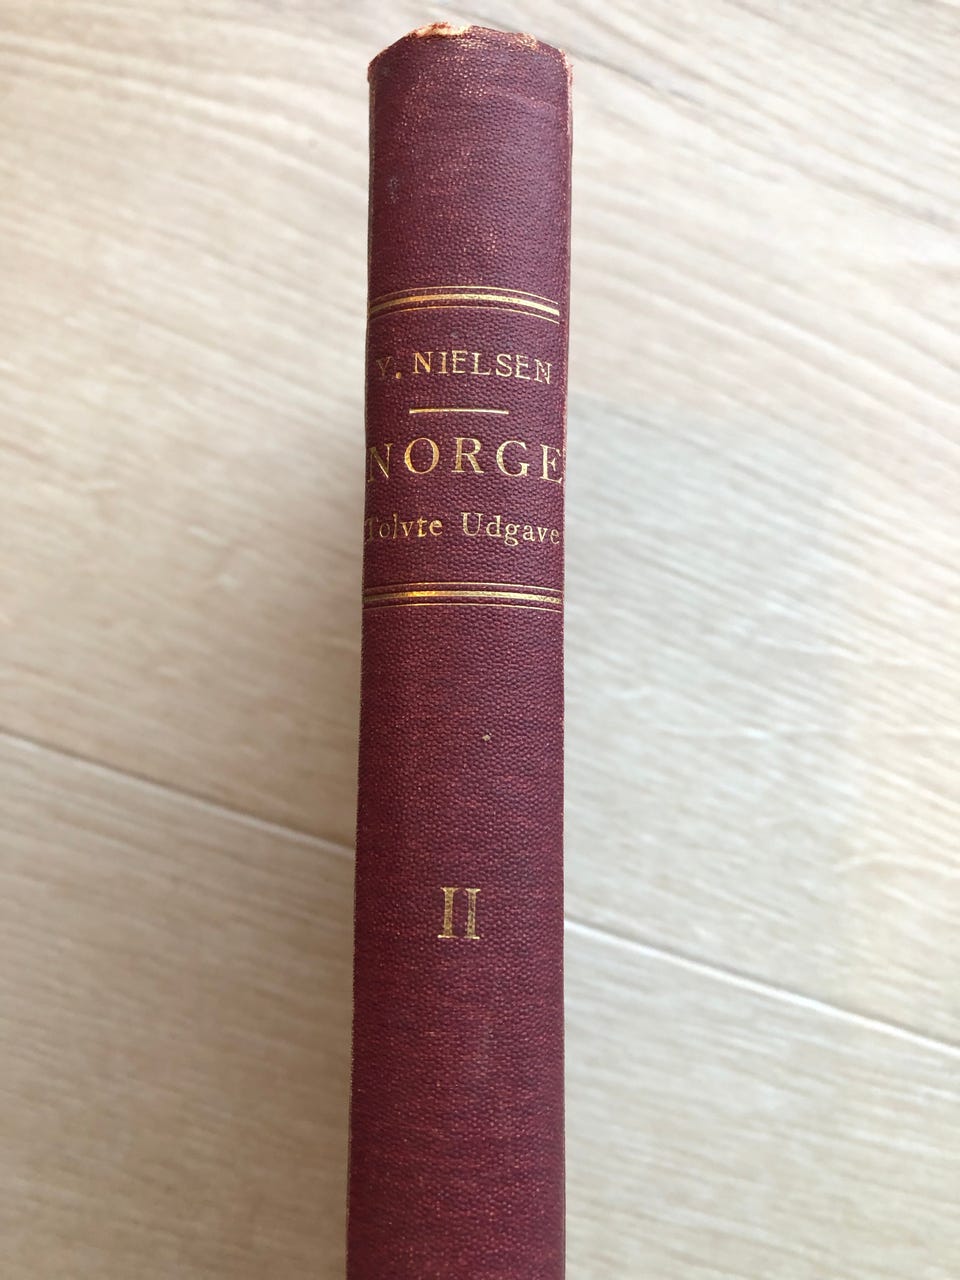 Y. NIELSEN
NORGE
Tolvte Udgave
II